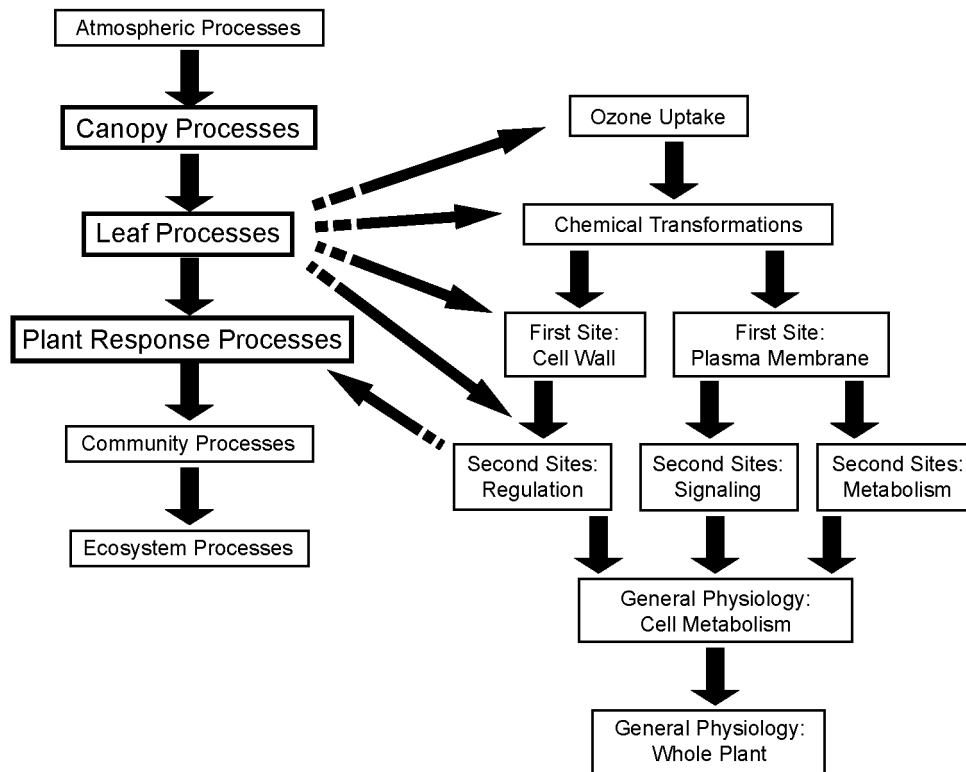 Atmospheric Processes
Canopy Processes
Leaf Processes
Plant Response Processes
Community Processes
Ecosystem Processes
Ozone Uptake
Chemical Transformations
First Site:
Cell Wall
First Site:
Plasma Membrane
Second Sites:
Regulation
Second Sites:
Signaling
Second Sites:
Metabolism
General Physiology:
Cell Metabolism
General Physiology:
Whole Plant